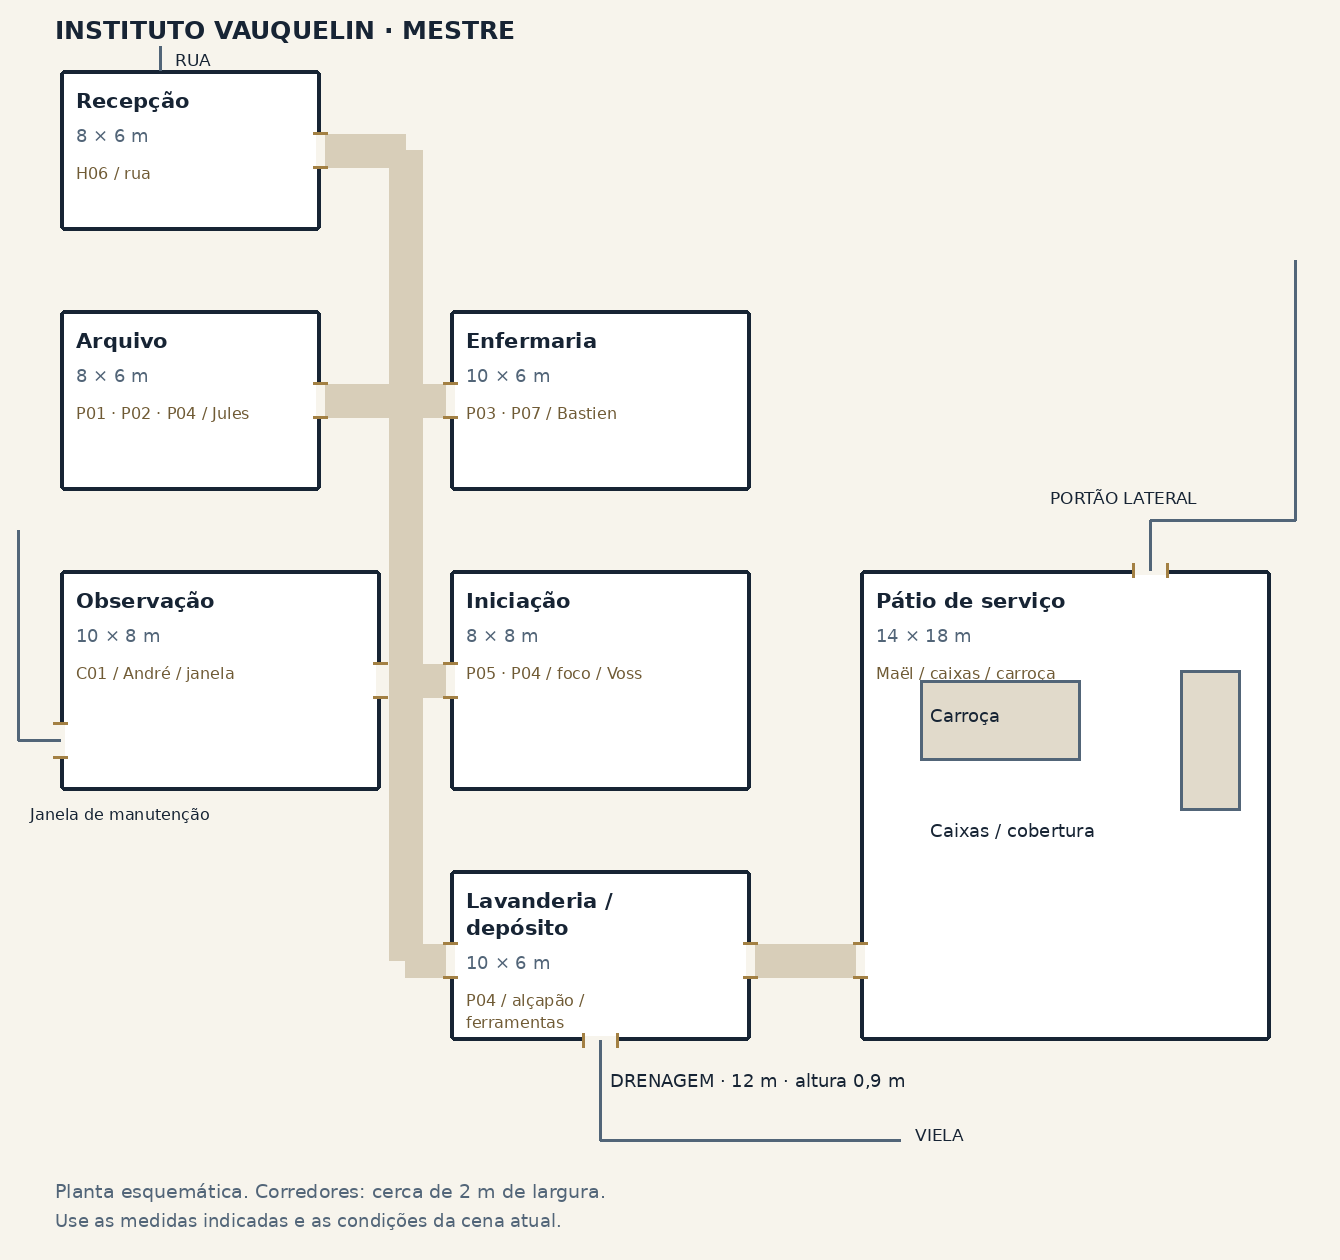 INSTITUTO VAUQUELIN · MESTRE
RUA
Recepção
8 × 6 m
H06 / rua
Arquivo
8 × 6 m
P01 · P02 · P04 / Jules
Enfermaria
10 × 6 m
P03 · P07 / Bastien
PORTÃO LATERAL
Observação
10 × 8 m
C01 / André / janela
Janela de manutenção
Iniciação
8 × 8 m
P05 · P04 / foco / Voss
Pátio de serviço
14 × 18 m
Maël / caixas / carroça
Carroça
Caixas / cobertura
Lavanderia /
depósito
10 × 6 m
P04 / alçapão /
ferramentas
DRENAGEM · 12 m · altura 0,9 m
VIELA
Planta esquemática. Corredores: cerca de 2 m de largura.
Use as medidas indicadas e as condições da cena atual.